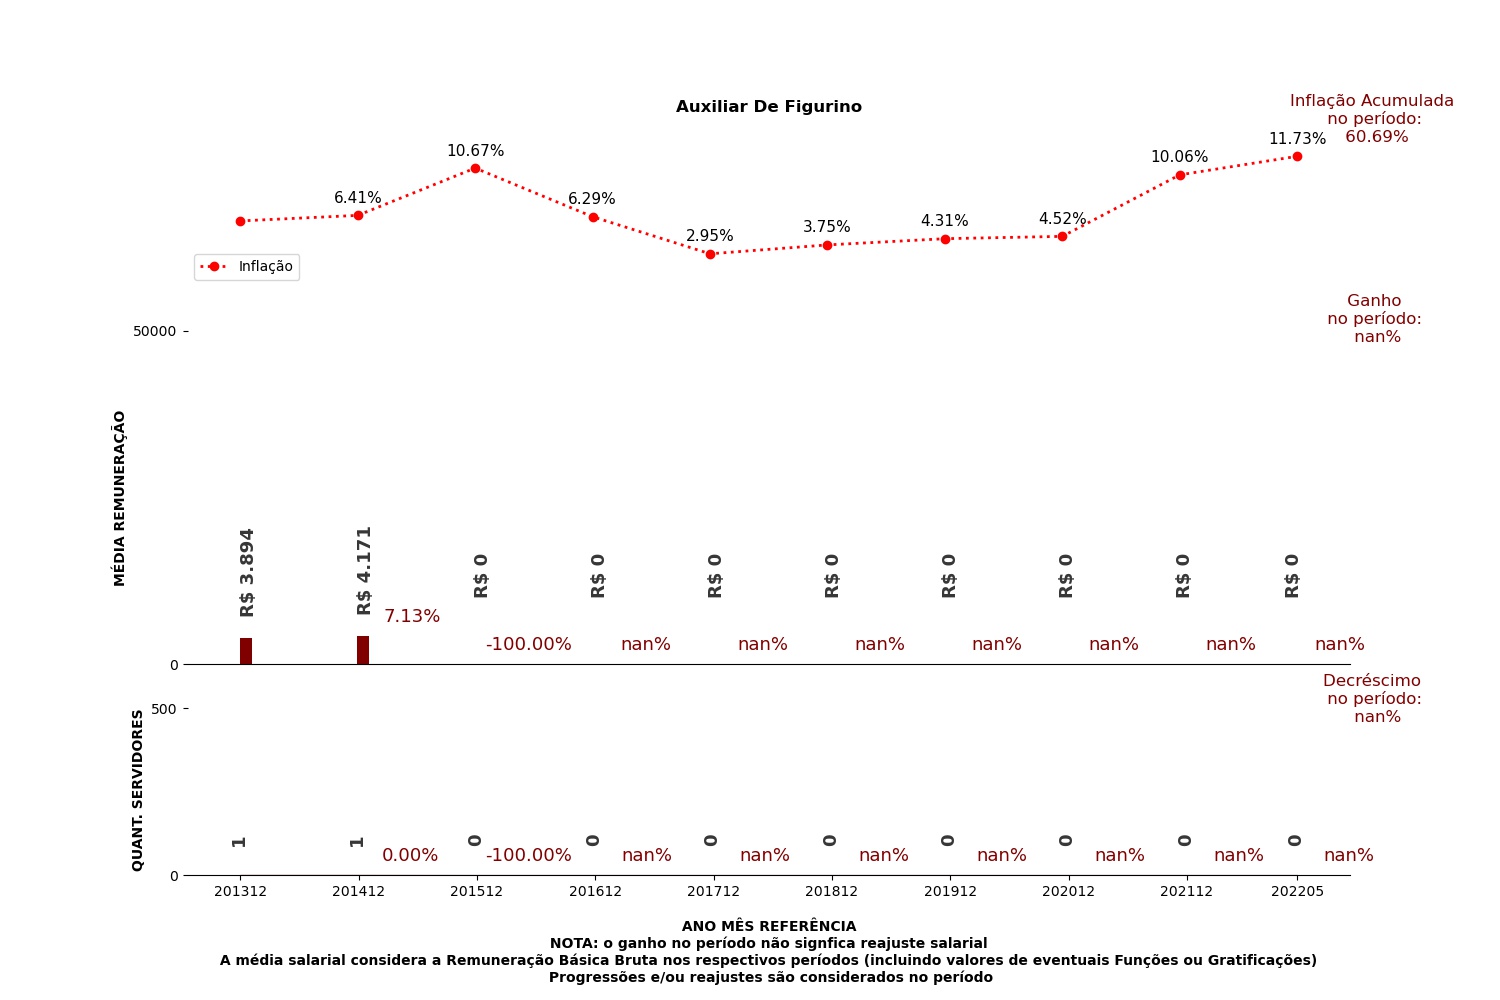 Auxiliar De Figurino
Inflação Acumulada
no período:
60.69%
6.41%
10.67%
6.29%
2.95%
3.75%
4.31%
4.52%
10.06%
11.73%
Inflação
Ganho
no período:
nan%
50000
0
MÉDIA REMUNERAÇÃO
R$ 3.894
R$ 4.171
R$ 0
R$ 0
R$ 0
R$ 0
R$ 0
R$ 0
R$ 0
R$ 0
7.13%
-100.00%
nan%
nan%
nan%
nan%
nan%
nan%
nan%
Decréscimo
no período:
nan%
500
0
QUANT. SERVIDORES
1
1
0
0
0
0
0
0
0
0
0.00%
-100.00%
nan%
nan%
nan%
nan%
nan%
nan%
nan%
201312
201412
201512
201612
201712
201812
201912
202012
202112
202205
ANO MÊS REFERÊNCIA
NOTA: o ganho no período não signfica reajuste salarial
A média salarial considera a Remuneração Básica Bruta nos respectivos períodos (incluindo valores de eventuais Funções ou Gratificações)
Progressões e/ou reajustes são considerados no período